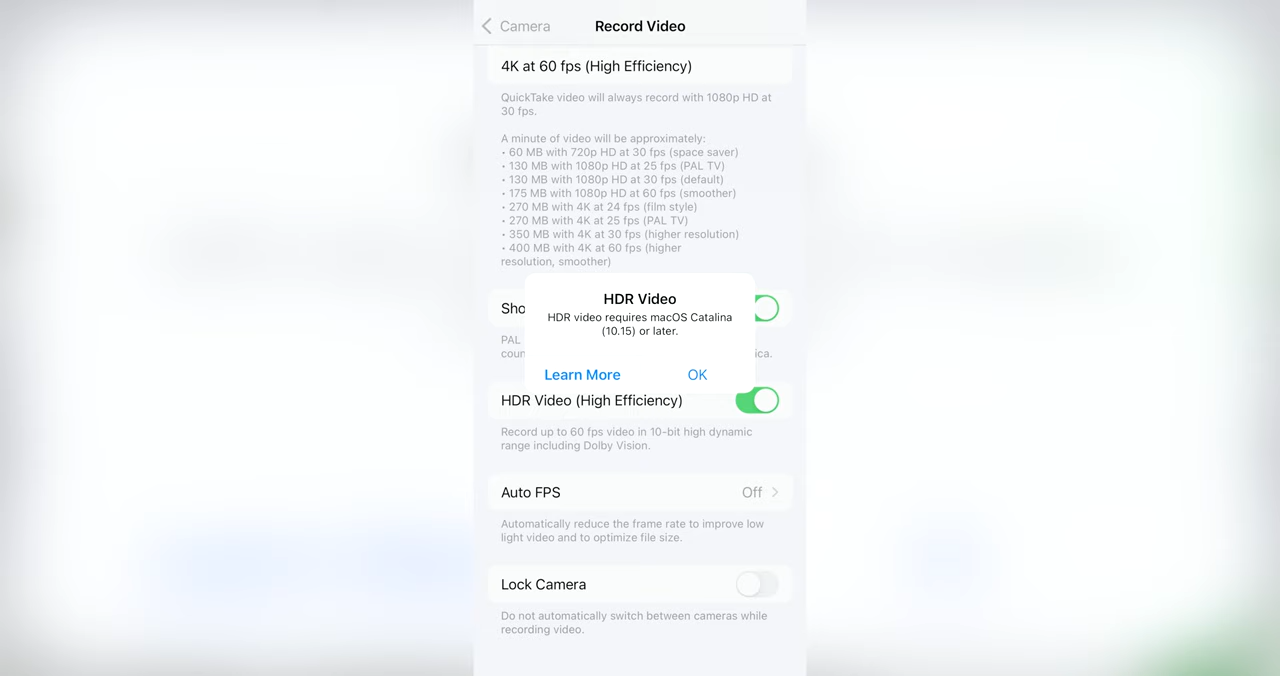 Camera
Record Video
4K at 60 fps (High Efficiency)
QuickTake video will always record with 1080p HD at
30 fps.
A minute of video will be approximately:
• 60 MB with 720p HD at 30 fps (space saver)
• 130 MB with 1080p HD at 25 fps (PAL TV)
• 130 MB with 1080p HD at 30 fps (default)
• 175 MB with 1080p HD at 60 fps (smoother)
• 270 MB with 4K at 24 fps (film style)
• 270 MB with 4K at 25 fps (PAL TV)
• 350 MB with 4K at 30 fps (higher resolution)
• 400 MB with 4K at 60 fps (higher
resolution, smoother)
HDR Video
HDR video requires macOS Catalina
(10.15) or later.
Learn More
OK
Sho
PAL
coun
ica.
HDR Video (High Efficiency)
Record up to 60 fps video in 10-bit high dynamic
range including Dolby Vision.
Auto FPS
Off
Automatically reduce the frame rate to improve low
light video and to optimize file size.
Lock Camera
Do not automatically switch between cameras while
recording video.